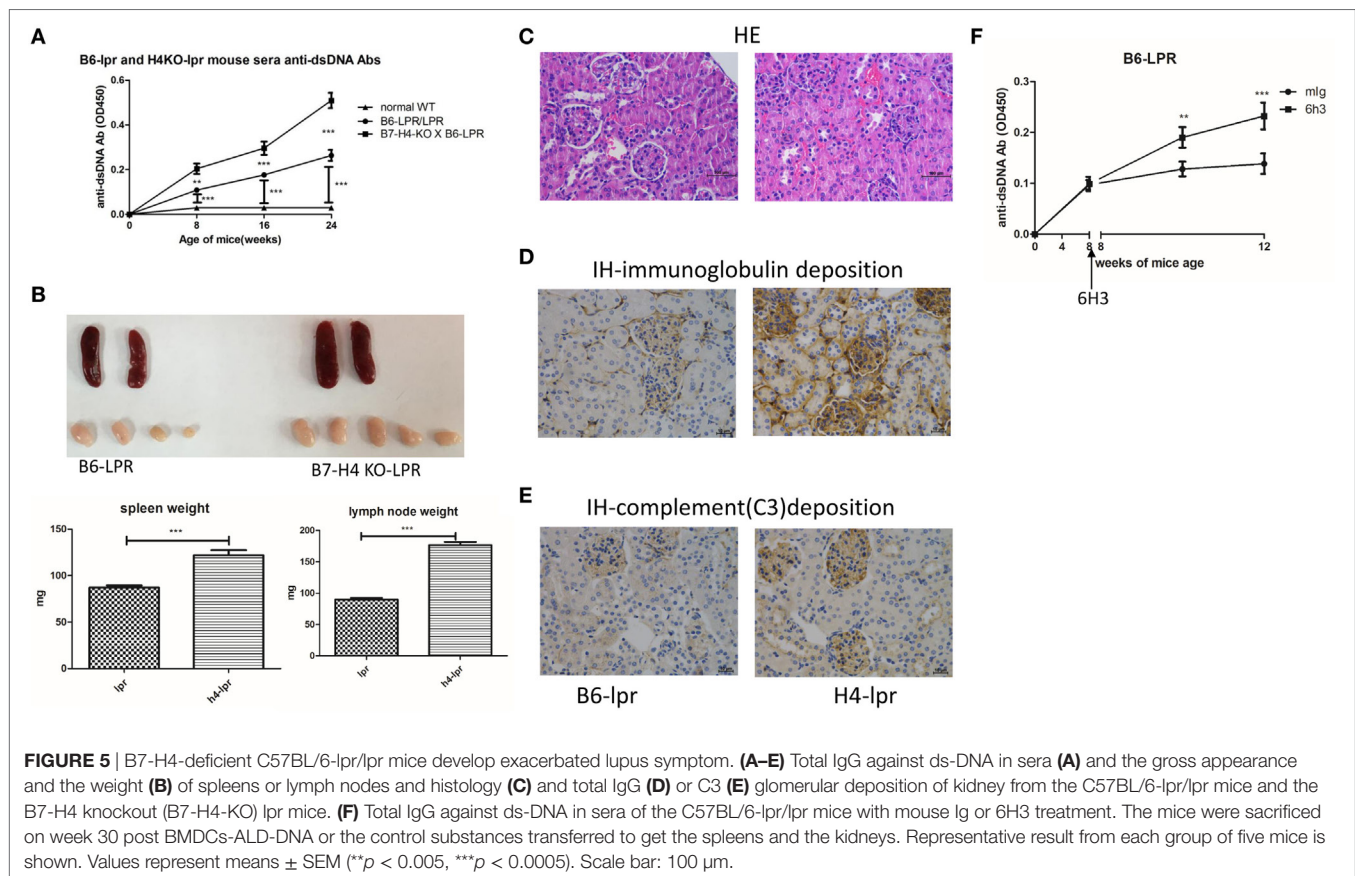 A
B6-lpr and H4KO-lpr mouse sera anti-dsDNA Abs
anti-dsDNA Ab (OD450)
0.6
0.4
0.2
0.0
0
8
16
24
Age of mice(weeks)
**
***
***
***
***
***
normal WT
B6-LPR/LPR
B7-H4-KO X B6-LPR
B
B6-LPR
B7-H4 KO-LPR
spleen weight
***
mg
150
100
50
0
lpr
h4-lpr
lymph node weight
***
mg
200
150
100
50
0
lpr
h4-lpr
C
HE
D
IH-immunoglobulin deposition
E
IH-complement(C3)deposition
B6-lpr
H4-lpr
F
B6-LPR
anti-dsDNA Ab (OD450)
0.3
0.2
0.1
0.0
0
4
8
8
12
weeks of mice age
6H3
**
***
mIg
6h3
FIGURE 5 | B7-H4-deficient C57BL/6-lpr/lpr mice develop exacerbated lupus symptom. (A–E) Total IgG against ds-DNA in sera (A) and the gross appearance
and the weight (B) of spleens or lymph nodes and histology (C) and total IgG (D) or C3 (E) glomerular deposition of kidney from the C57BL/6-lpr/lpr mice and the
B7-H4 knockout (B7-H4-KO) lpr mice. (F) Total IgG against ds-DNA in sera of the C57BL/6-lpr/lpr mice with mouse Ig or 6H3 treatment. The mice were sacrificed
on week 30 post BMDCs-ALD-DNA or the control substances transferred to get the spleens and the kidneys. Representative result from each group of five mice is
shown. Values represent means ± SEM (**p < 0.005, ***p < 0.0005). Scale bar: 100 µm.